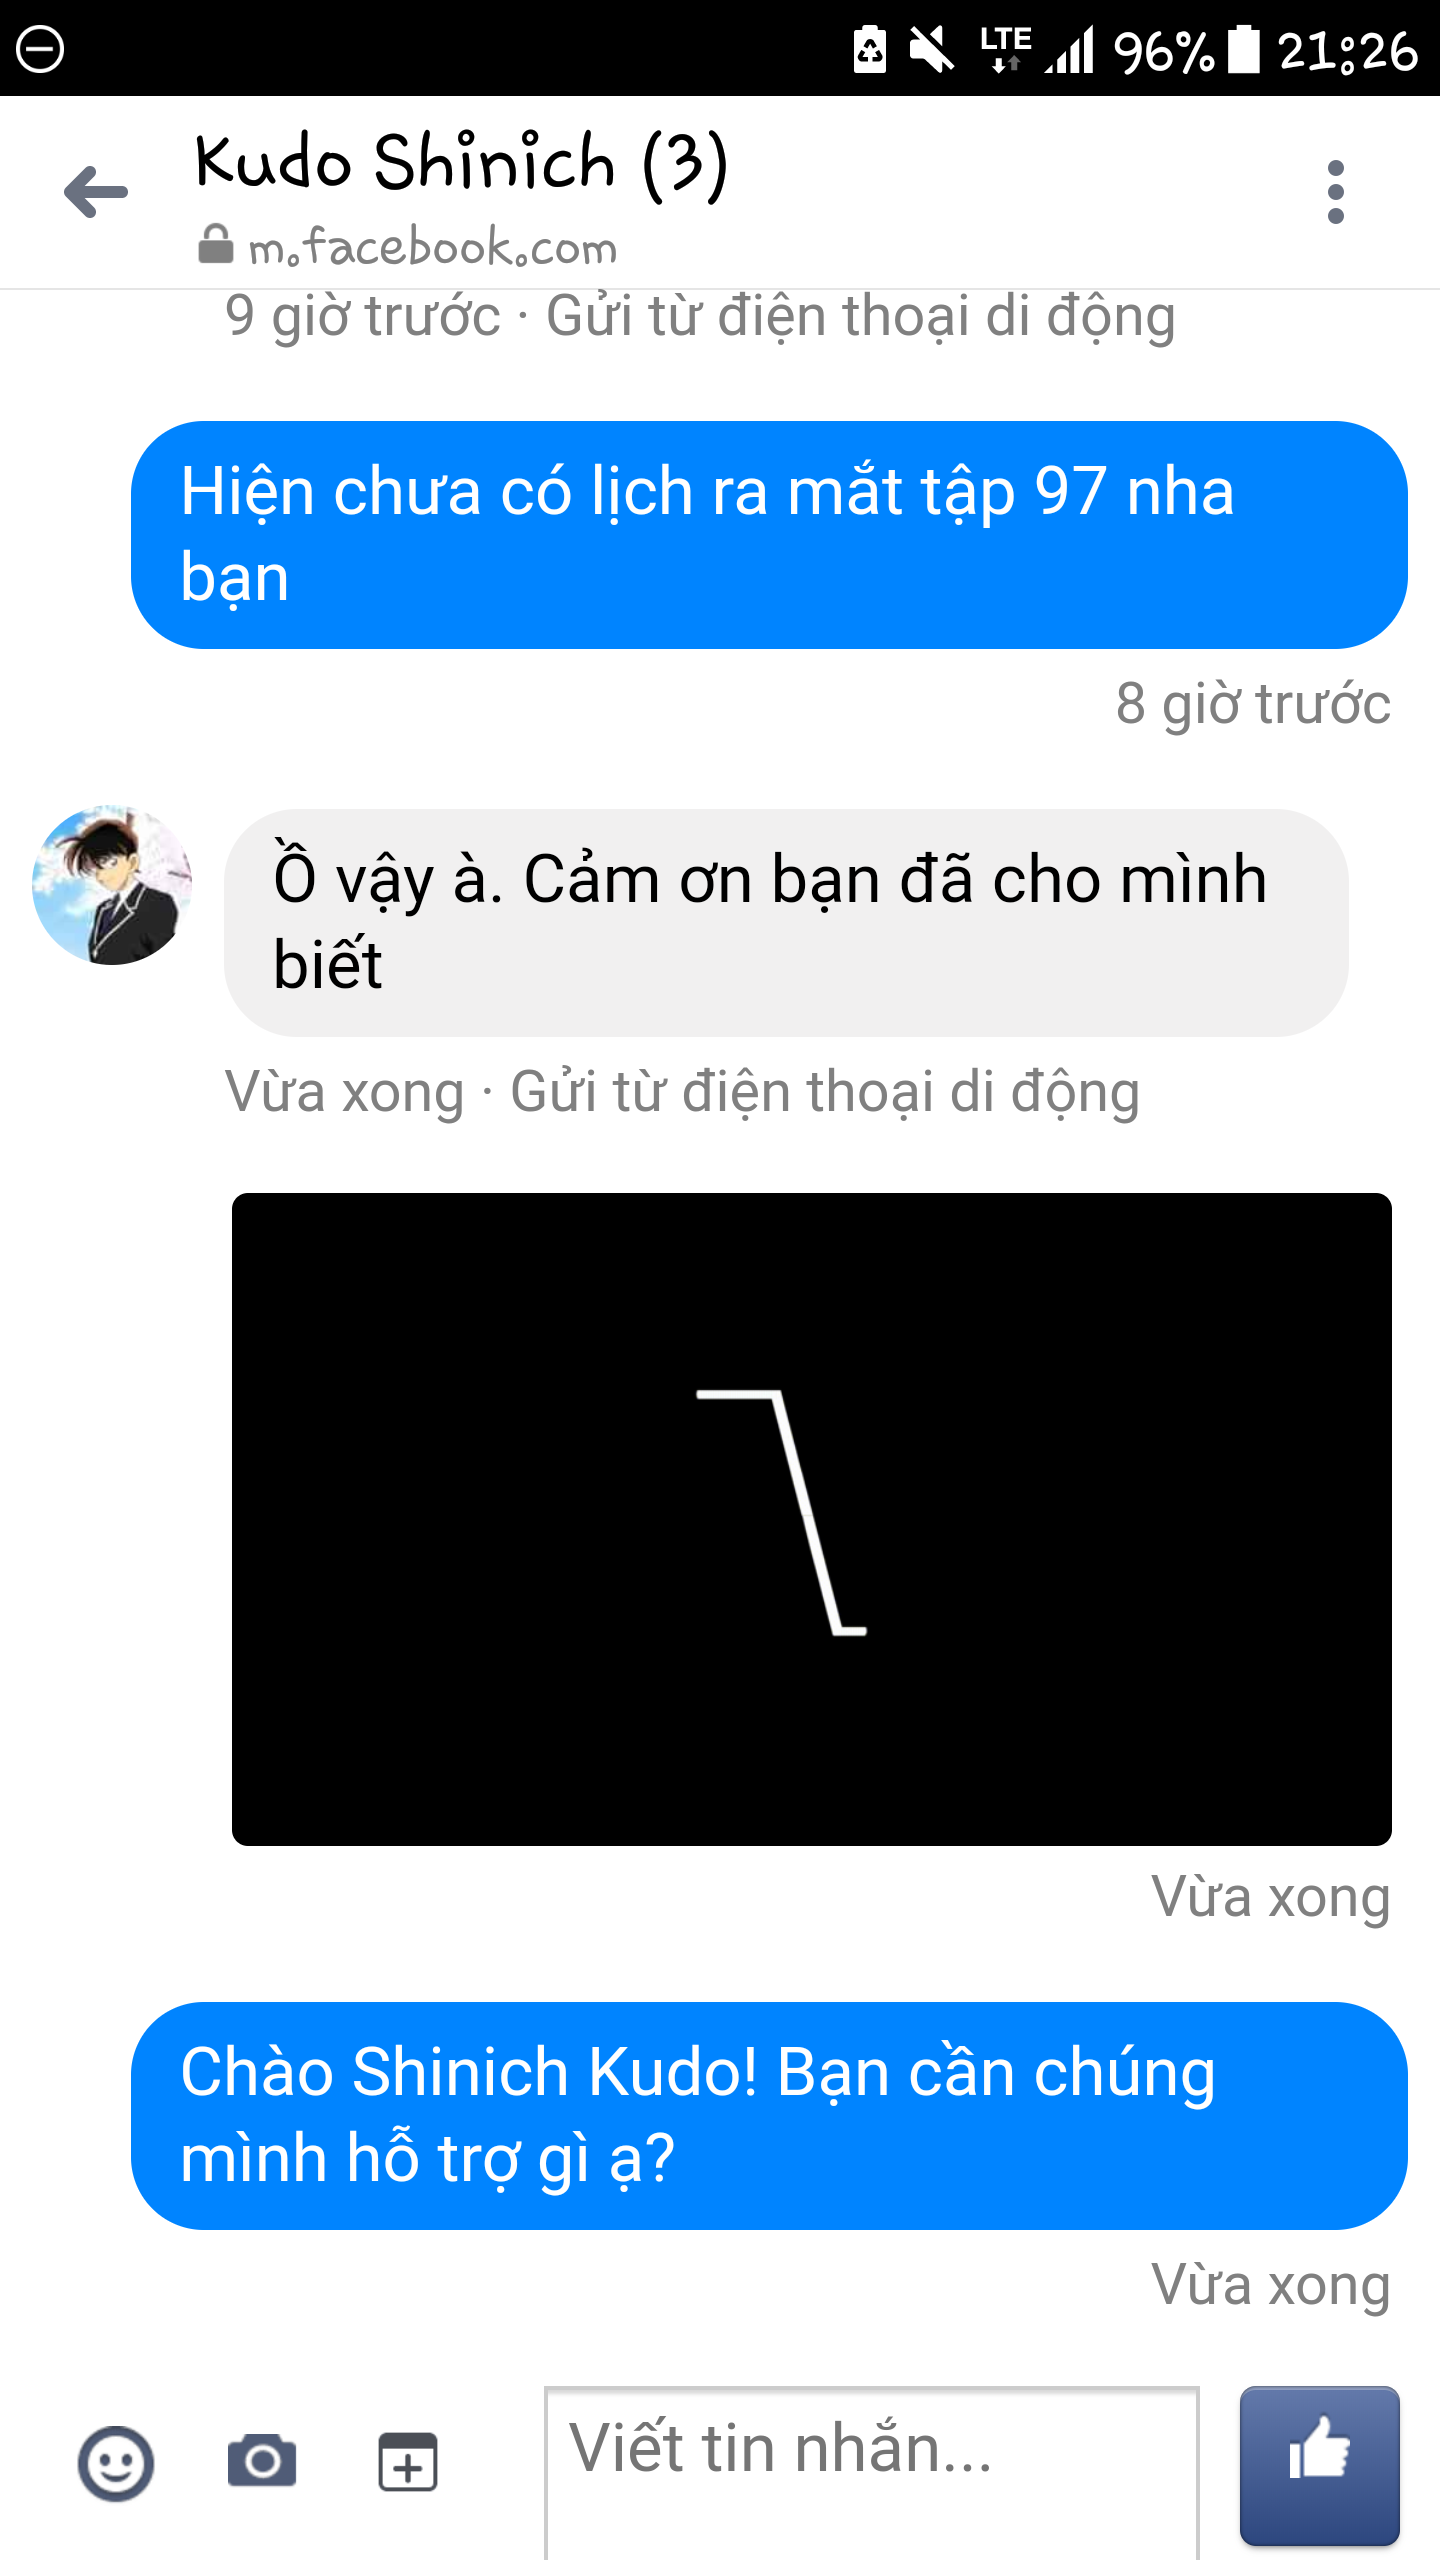 LTE 96% 21:26
Kudo Shinich (3)
m.facebook.com
9 giờ trước · Gửi từ điện thoại di động
Hiện chưa có lịch ra mắt tập 97 nha
bạn
8 giờ trước
Ồ vậy à. Cảm ơn bạn đã cho mình
biết
Vừa xong · Gửi từ điện thoại di động
Vừa xong
Chào Shinich Kudo! Bạn cần chúng
mình hỗ trợ gì ạ?
Vừa xong
Viết tin nhắn...